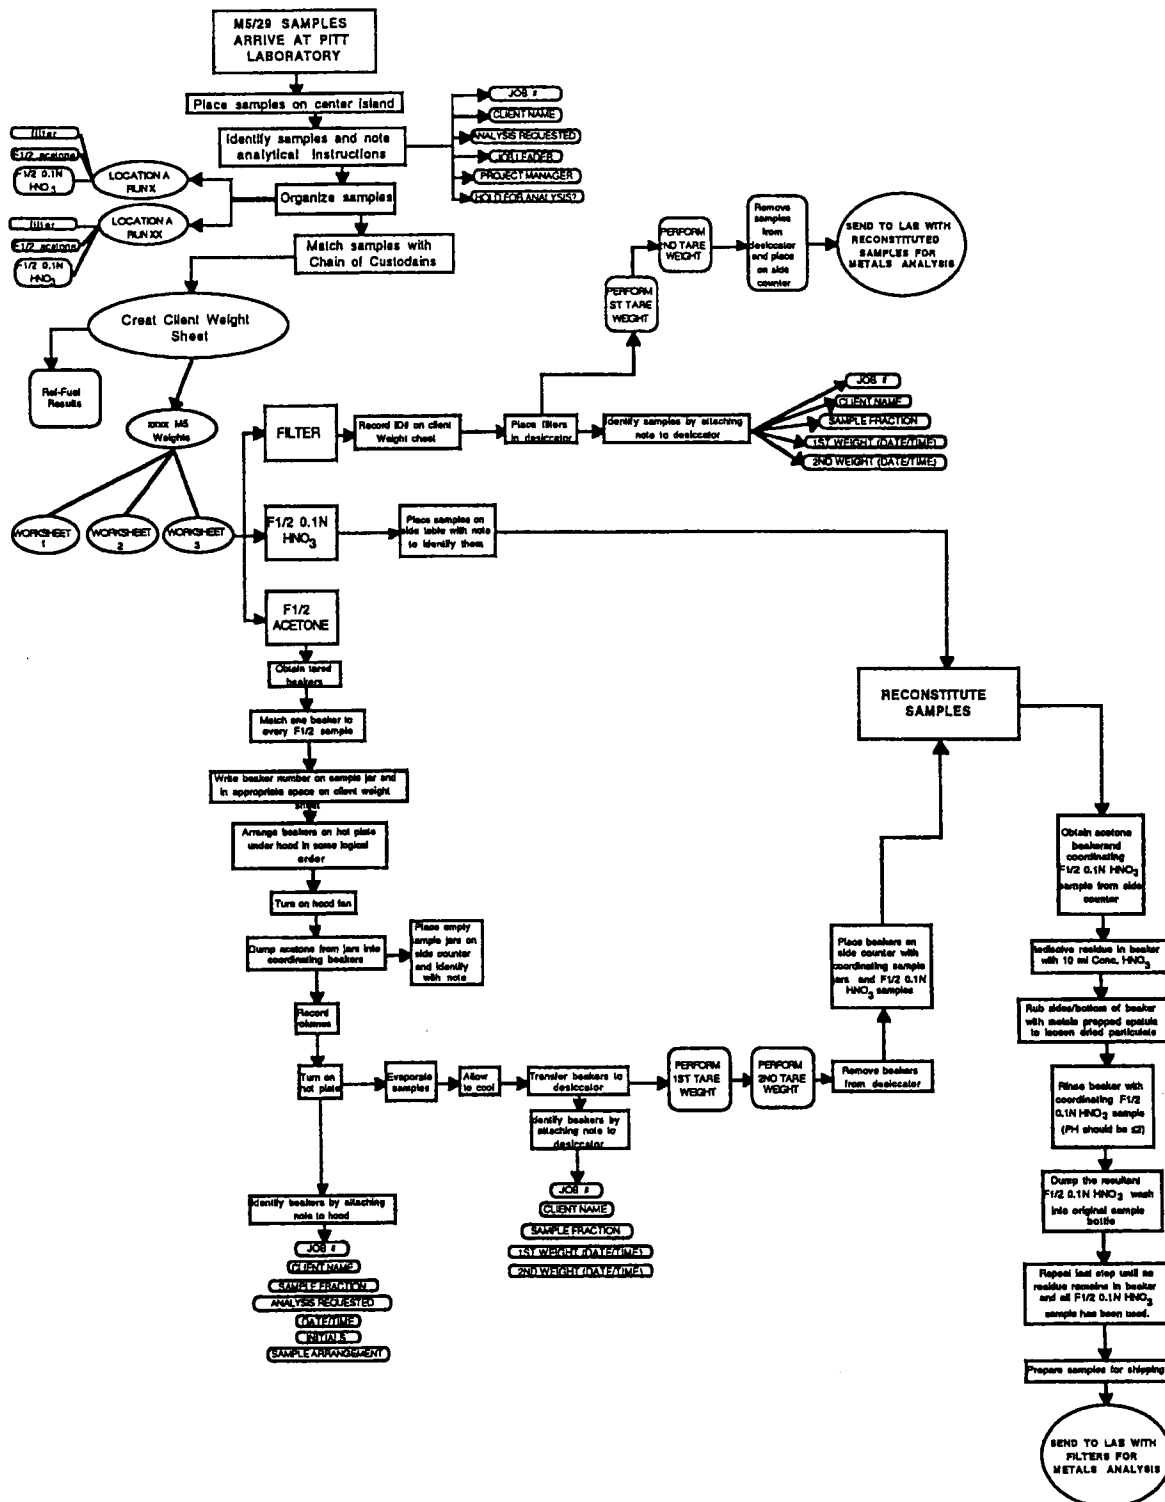 M5/29 SAMPLES
ARRIVE AT PITT
LABORATORY
Place samples on center island
Identify samples and note
analytical instructions
JOB #
CLIENT NAME
ANALYSIS REQUESTED
JOB LEADER
PROJECT MANAGER
HOLD FOR ANALYSIS?
filter
F1/2 acetone
F1/2 0.1N
HNO3
LOCATION A
RUN X
filter
F1/2 acetone
F1/2 0.1N
HNO3
LOCATION A
RUN XX
Organize samples
Match samples with
Chain of Custodains
Creat Client Weight
Sheet
Ref-Fuel
Results
xxxx M5
Weights
WORKSHEET
1
WORKSHEET
2
WORKSHEET
3
PERFORM
ST TARE
WEIGHT
PERFORM
ND TARE
WEIGHT
Remove
samples
from
desiccator
and place
on side
counter
SEND TO LAB WITH
RECONSTITUTED
SAMPLES FOR
METALS ANALYSIS
FILTER
Record ID# on client
Weight chest
Place filters
in desiccator
Identify samples by attaching
note to desiccator
JOB #
CLIENT NAME
SAMPLE FRACTION
1ST WEIGHT (DATE/TIME)
2ND WEIGHT (DATE/TIME)
F1/2 0.1N
HNO3
Place samples on
side table with note
to identify them
F1/2
ACETONE
Obtain tared
beakers
Match one beaker to
every F1/2 sample
Write beaker number on sample jar and
in appropriate space on client weight
sheet
Arrange beakers on hot plate
under hood in some logical
order
Turn on hood fan
Dump acetone from jars into
coordinating beakers
Place empty
sample jars on
side counter
and identify
with note
Record
volumes
Turn on
hot plate
Evaporate
samples
Allow
to cool
Transfer beakers to
desiccator
PERFORM
1ST TARE
WEIGHT
PERFORM
2ND TARE
WEIGHT
Remove beakers
from desiccator
Place beakers on
side counter with
coordinating sample
jars and F1/2 0.1N
HNO3 samples
Identify beakers by
attaching note to
desiccator
JOB #
CLIENT NAME
SAMPLE FRACTION
1ST WEIGHT (DATE/TIME)
2ND WEIGHT (DATE/TIME)
Identify beakers by attaching
note to hood
JOB #
CLIENT NAME
SAMPLE FRACTION
ANALYSIS REQUESTED
DATE/TIME
INITIALS
SAMPLE ARRANGEMENT
RECONSTITUTE
SAMPLES
Obtain acetone
beakerand
coordinating
F1/2 0.1N HNO3
sample from side
counter
residue in beaker
with 10 ml Conc. HNO3
Rub sides/bottom of beaker
with metals prepped spatula
to loosen dried particulate
Rinse beaker with
coordinating F1/2
0.1N HNO3 sample
(PH should be ≤2)
Dump the resultant
F1/2 0.1N HNO3 wash
into original sample
bottle
Repeat last step until no
residue remains in beaker
and all F1/2 0.1N HNO3
sample has been used.
Prepare samples for shipping
SEND TO LAB WITH
FILTERS FOR
METALS ANALYSIS